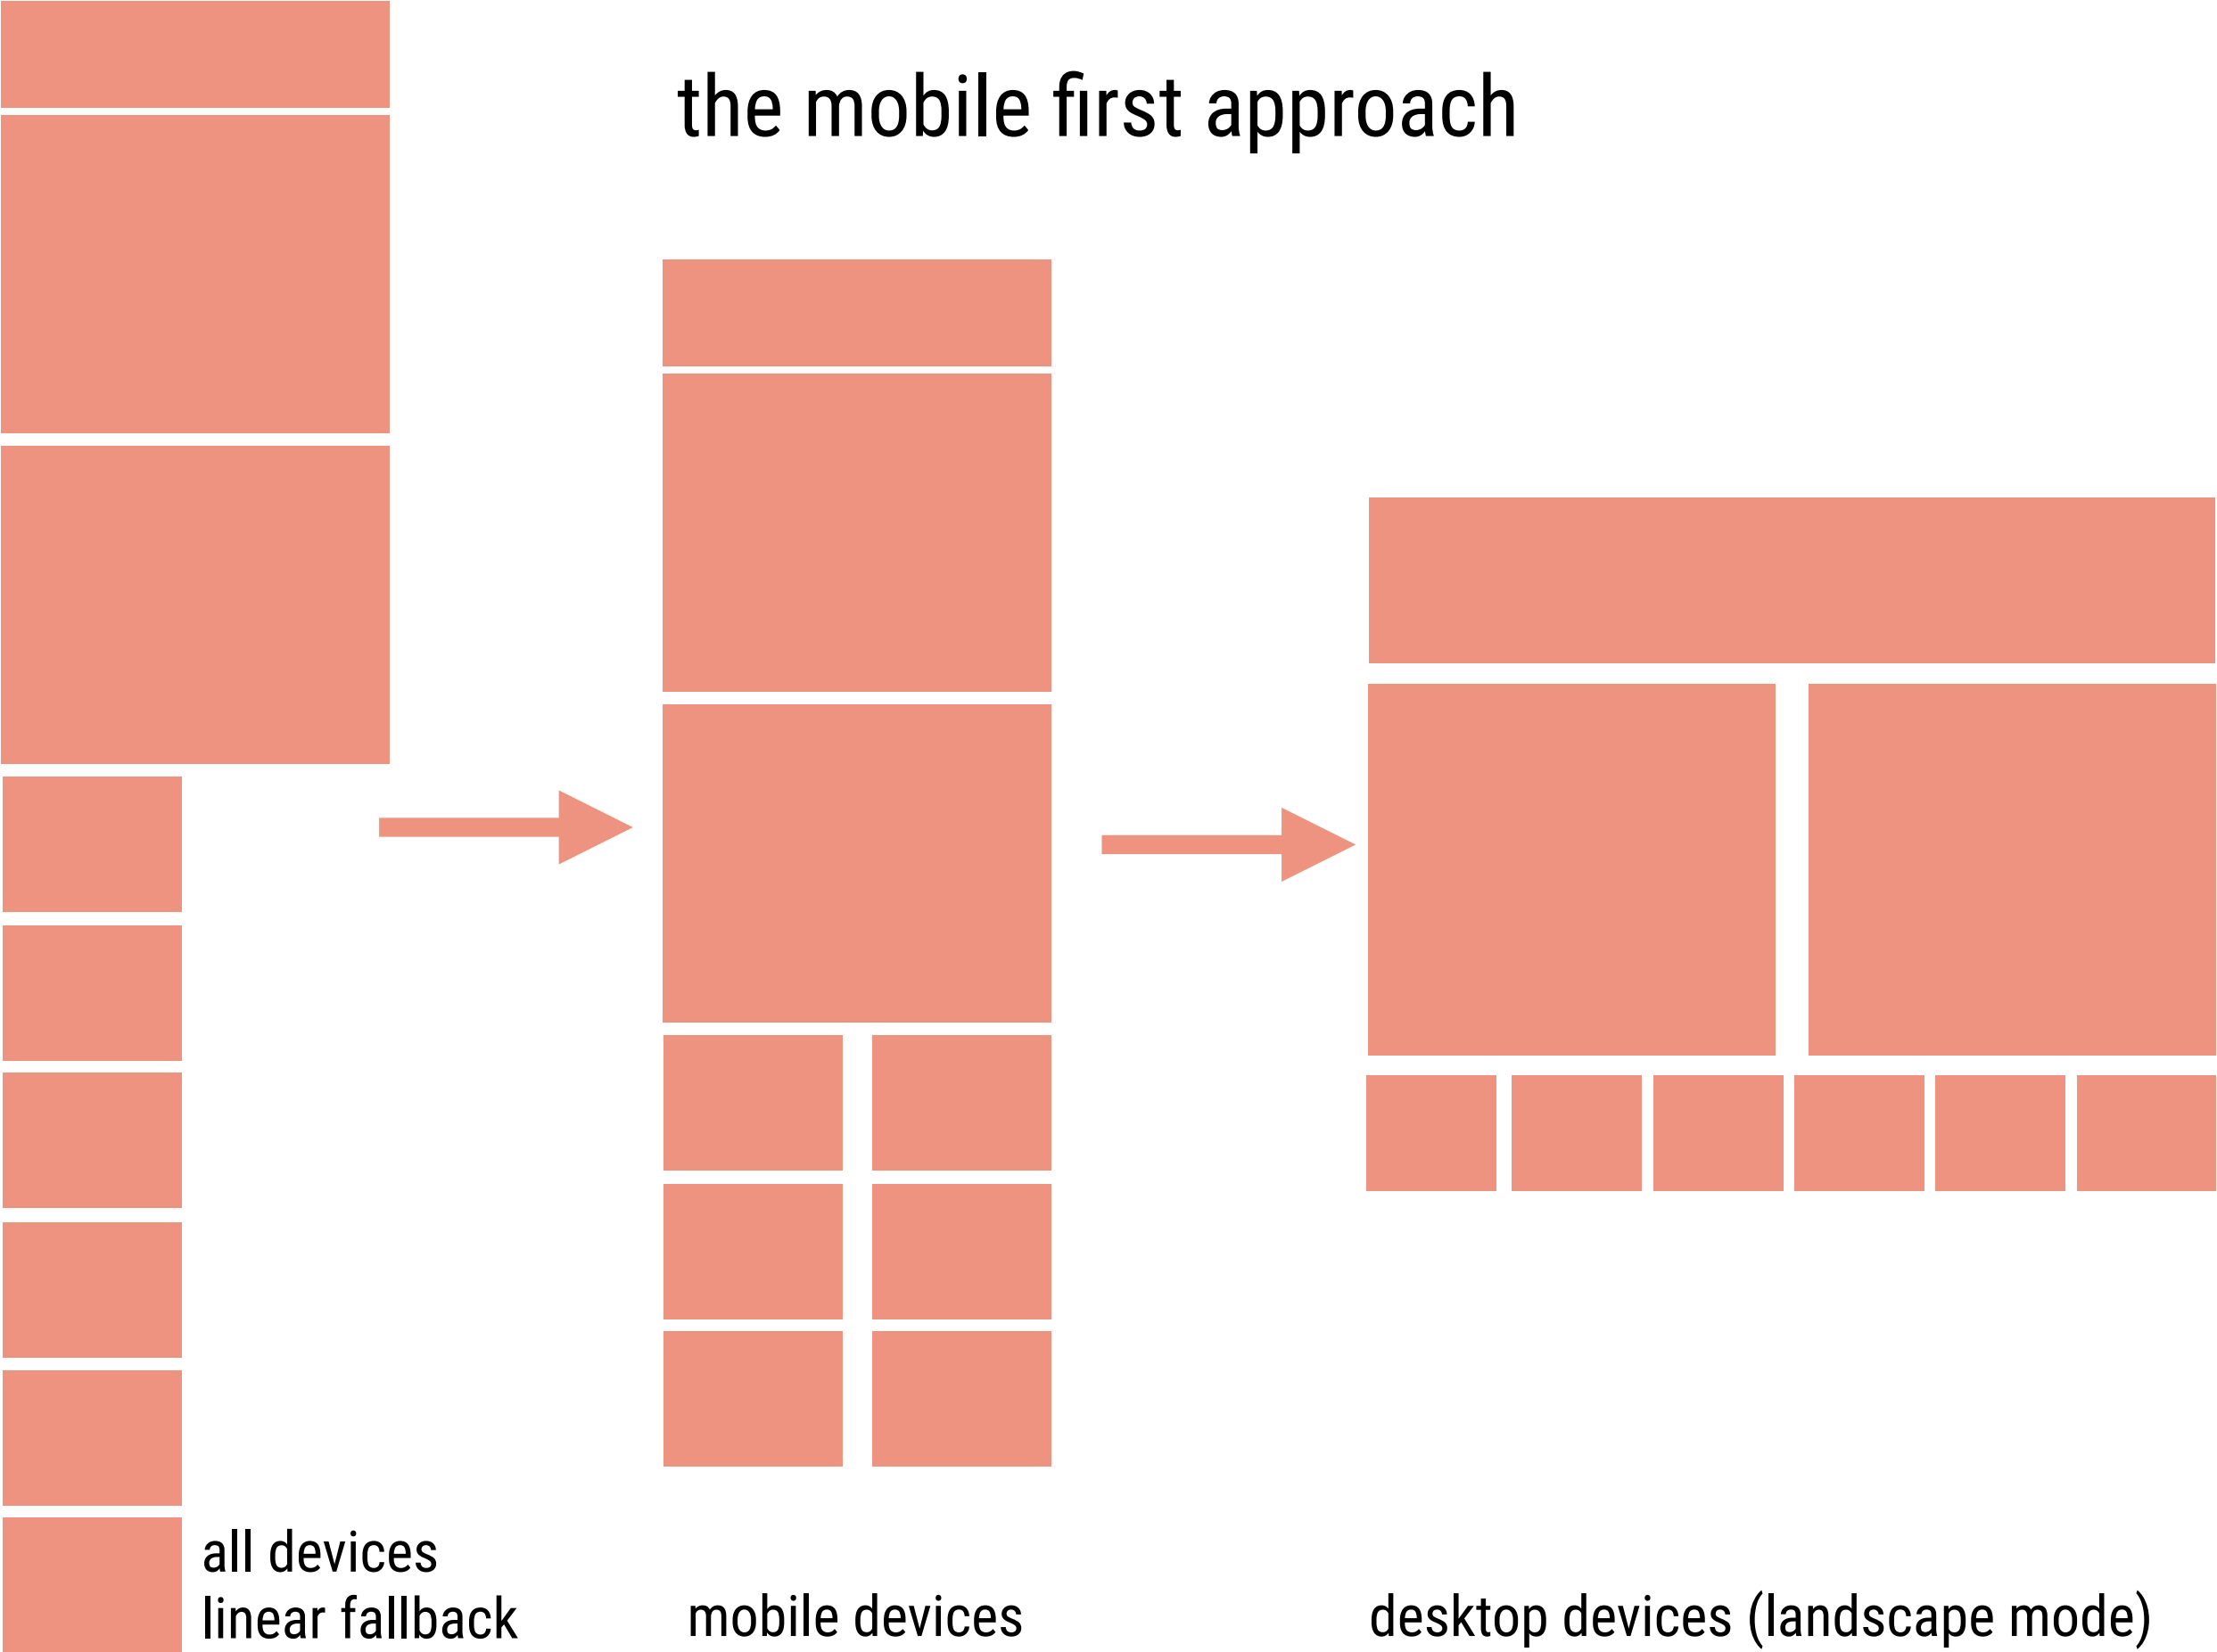 the mobile first approach
all devices
linear fallback
mobile devices
desktop devices (landscape mode)